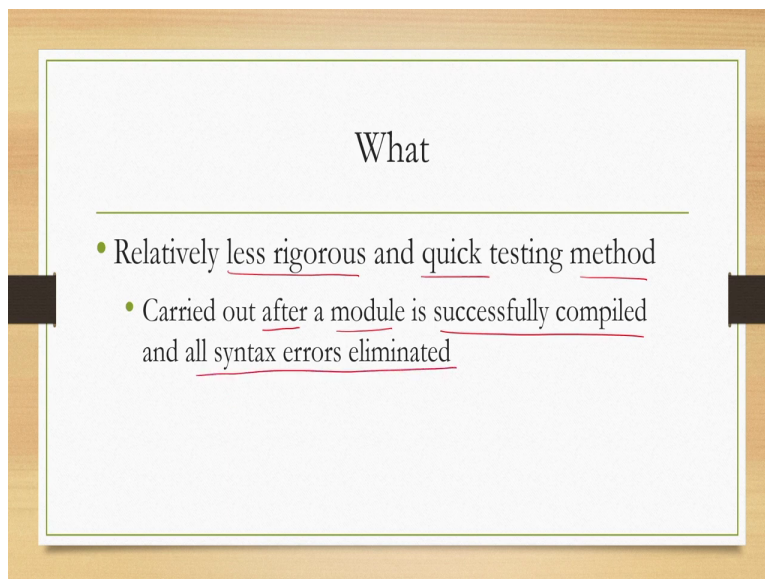 What
• Relatively less rigorous and quick testing method
• Carried out after a module is successfully compiled
and all syntax errors eliminated